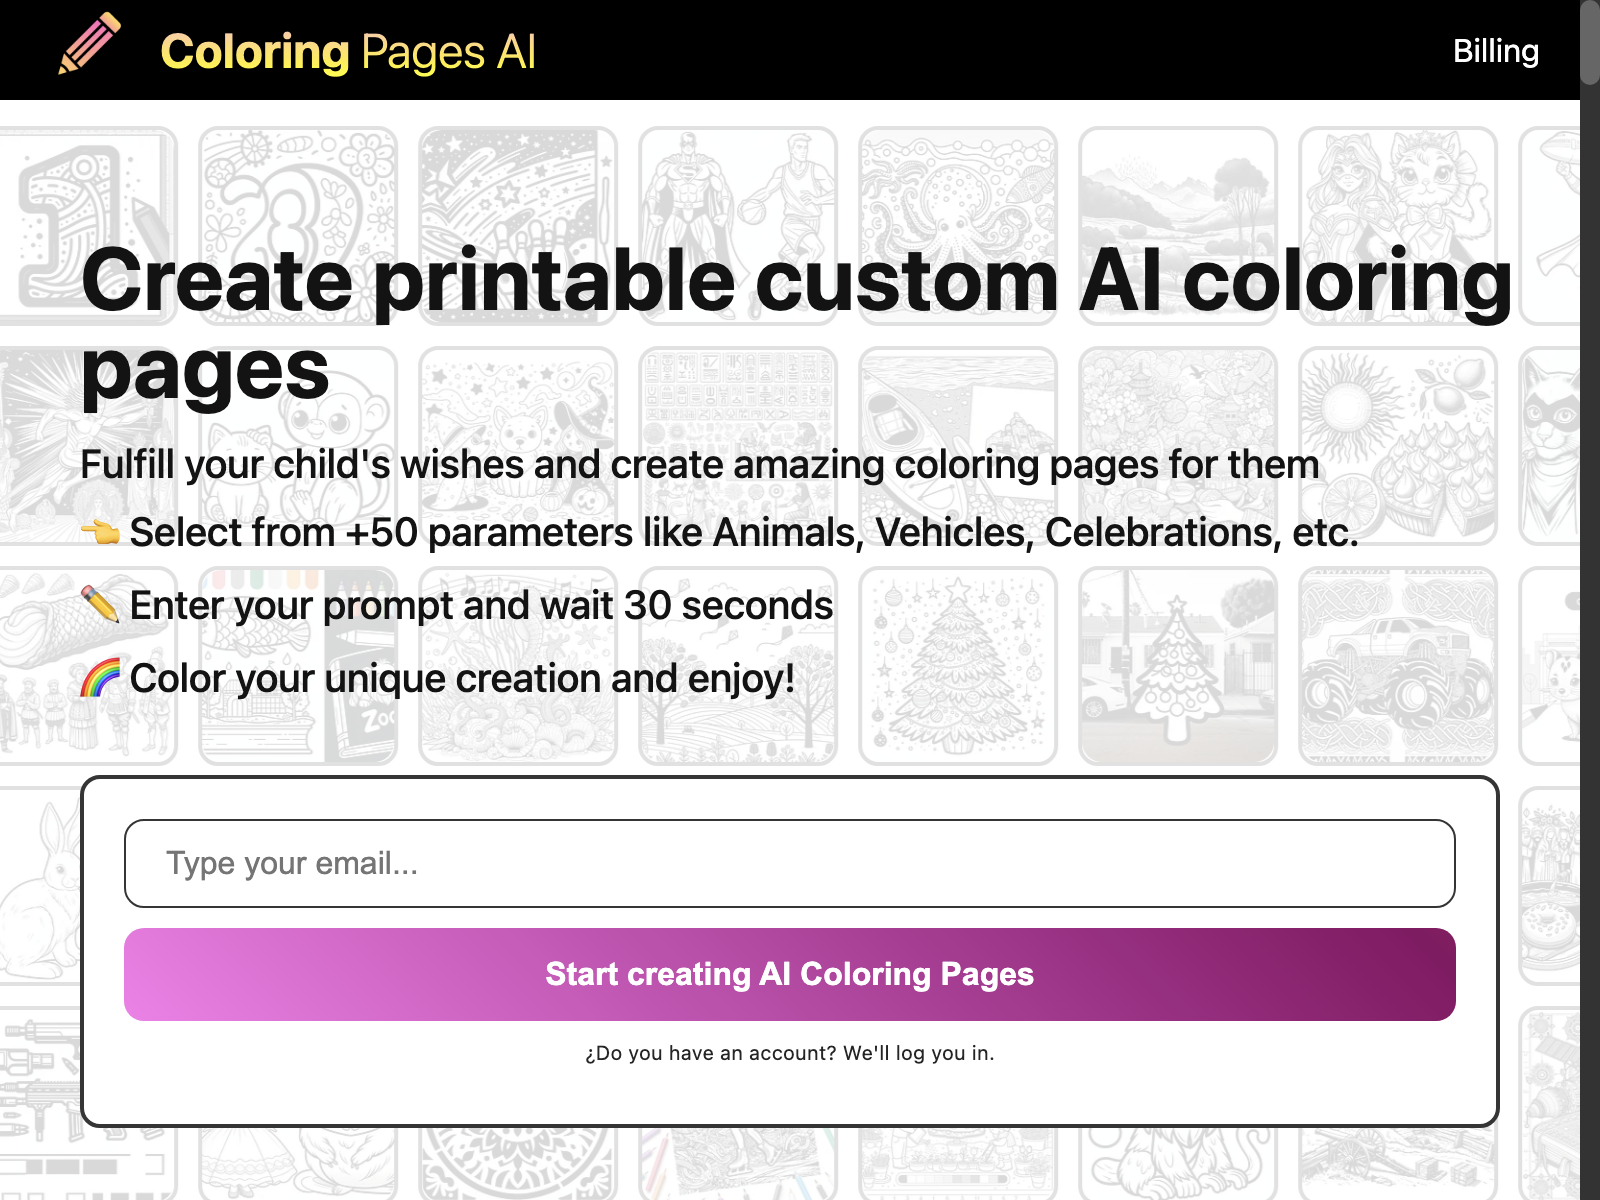 Coloring Pages AI
Billing
Create printable custom AI coloring
pages
Fulfill your child's wishes and create amazing coloring pages for them
👈 Select from +50 parameters like Animals, Vehicles, Celebrations, etc.
✏️ Enter your prompt and wait 30 seconds
🌈 Color your unique creation and enjoy!
Zoo
Type your email...
Start creating AI Coloring Pages
¿Do you have an account? We'll log you in.